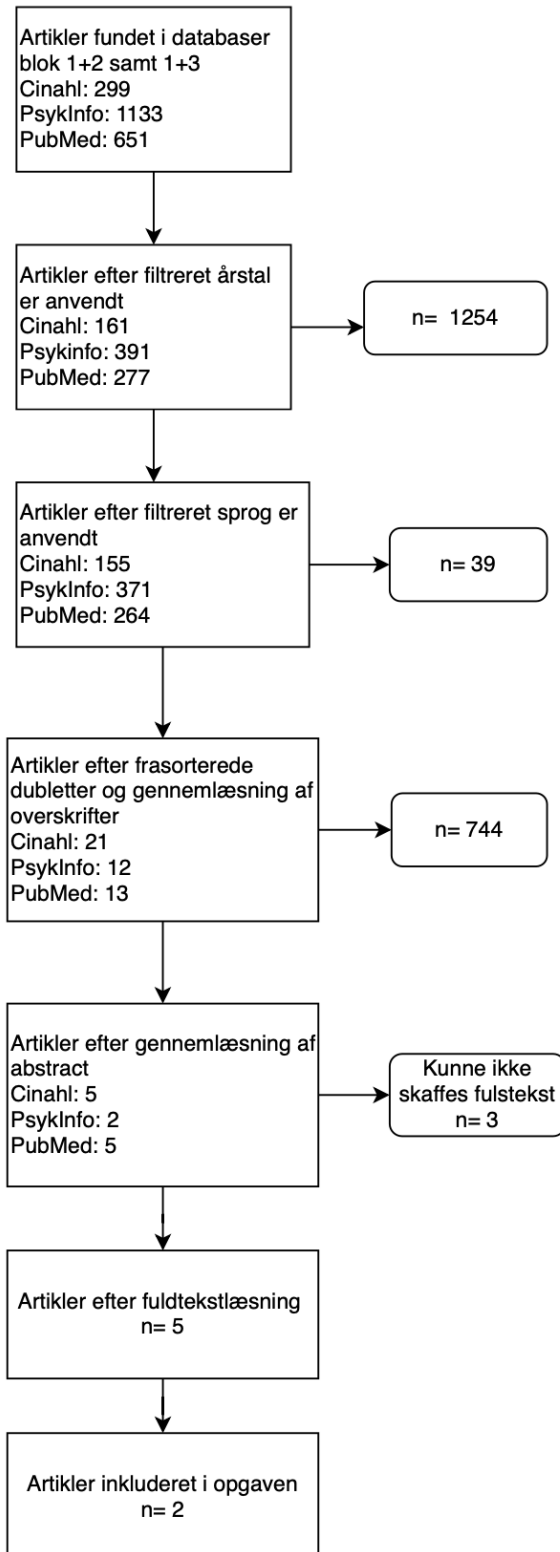 Artikler fundet i databaser
blok 1+2 samt 1+3
Cinahl: 299
PsykInfo: 1133
PubMed: 651
Artikler efter filtreret årstal
er anvendt
Cinahl: 161
Psykinfo: 391
PubMed: 277
n= 1254
Artikler efter filtreret sprog er
anvendt
Cinahl: 155
PsykInfo: 371
PubMed: 264
n= 39
Artikler efter frasorterede
dubletter og gennemlæsning af
overskrifter
Cinahl: 21
PsykInfo: 12
PubMed: 13
n= 744
Artikler efter gennemlæsning af
abstract
Cinahl: 5
PsykInfo: 2
PubMed: 5
Kunne ikke
skaffes fulstekst
n= 3
Artikler efter fuldtekstlæsning
n= 5
Artikler inkluderet i opgaven
n= 2